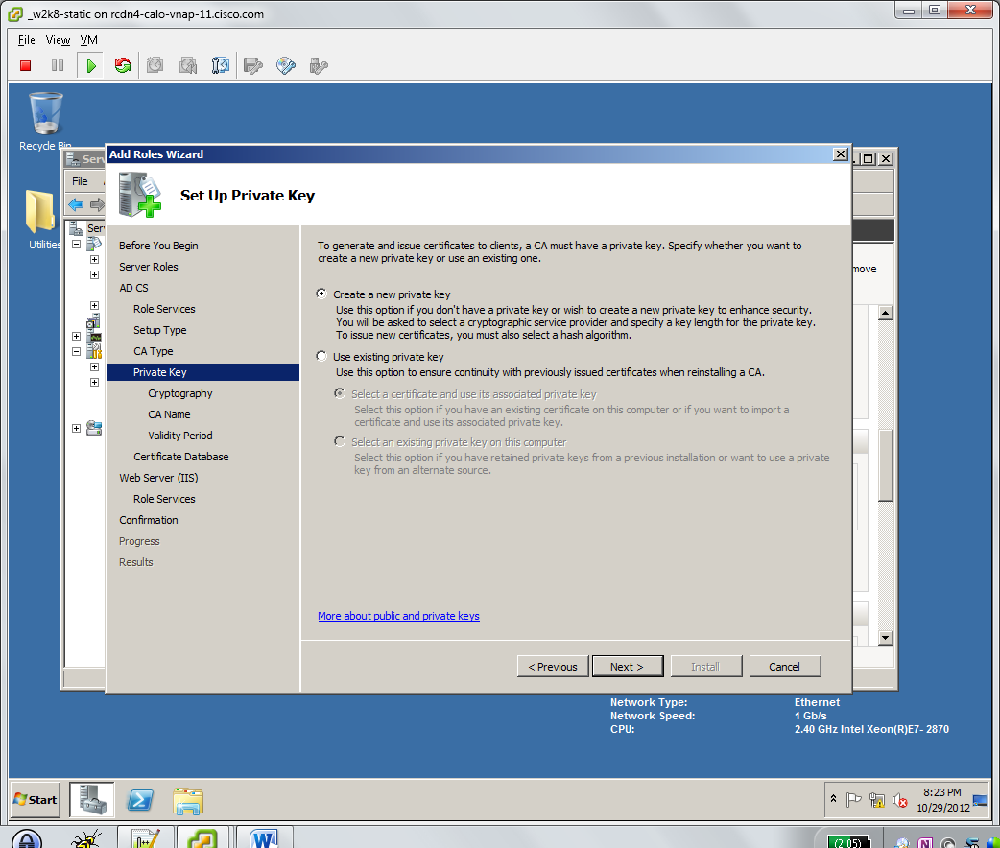 _w2k8-static on rcdn4-calo-vnap-11.cisco.com
File View VM
Recycle Bin
Utilities
Serv
File
Ser
Add Roles Wizard
Set Up Private Key
Before You Begin
Server Roles
AD CS
Role Services
Setup Type
CA Type
Private Key
Cryptography
CA Name
Validity Period
Certificate Database
Web Server (IIS)
Role Services
Confirmation
Progress
Results
To generate and issue certificates to clients, a CA must have a private key. Specify whether you want to
create a new private key or use an existing one.
Create a new private key
Use this option if you don't have a private key or wish to create a new private key to enhance security.
You will be asked to select a cryptographic service provider and specify a key length for the private key.
To issue new certificates, you must also select a hash algorithm.
Use existing private key
Use this option to ensure continuity with previously issued certificates when reinstalling a CA.
Select a certificate and use its associated private key
Select this option if you have an existing certificate on this computer or if you want to import a
certificate and use its associated private key.
Select an existing private key on this computer
Select this option if you have retained private keys from a previous installation or want to use a private
key from an alternate source.
More about public and private keys
< Previous Next > Install Cancel
move
Network Type: Ethernet
Network Speed: 1 Gb/s
CPU: 2.40 GHz Intel Xeon(R)E7- 2870
Start
8:23 PM
10/29/2012
(2:05)